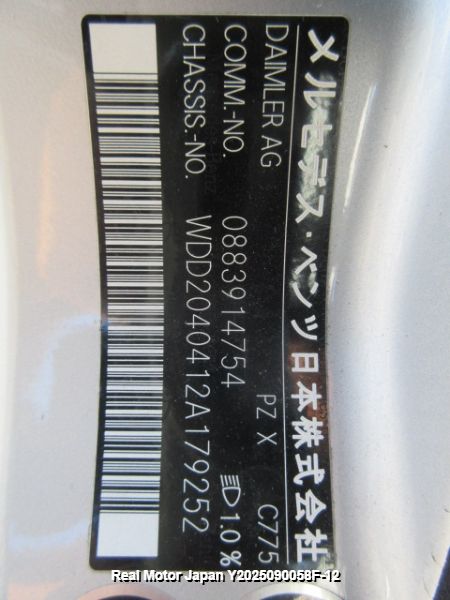 メルセデス・ベンツ日本株式会社
DAIMLER AG PZ X C775
COMM.-NO. 0883914754 1.0%
CHASSIS.-NO. WDD2040412A179252
Real Motor Japan Y2025090058F-12